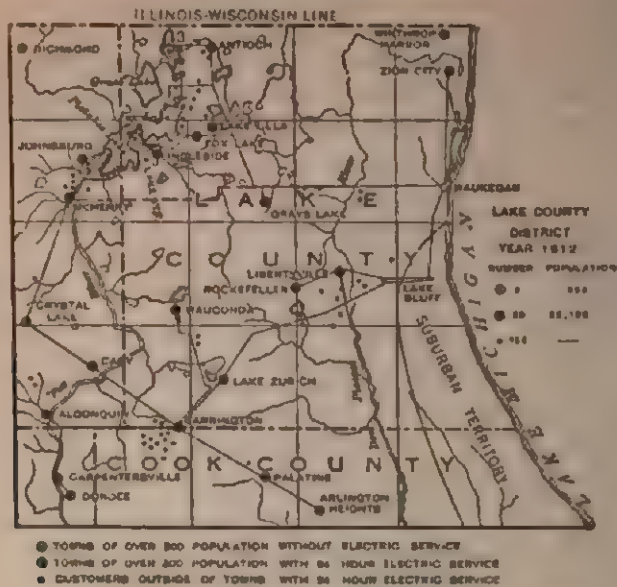 ILLINOIS-WISCONSIN LINE
RICHMOND
ANTIOCH
WINTHROP
HARBOR
ZION CITY
LAKE VILLA
FOX LAKE
JOHNSBURG
INGLESIDE
WAUKEGAN
MCHENRY
LAKE
GRAYS LAKE
LAKE COUNTY
DISTRICT
YEAR 1912
NUMBER POPULATION
COUNTY
LIBERTYVILLE
ROCKEFELLER
LAKE
BLUFF
CRYSTAL
LAKE
WAUCONDA
CARY
LAKE ZURICH
ALGONQUIN
BARRINGTON
SUBURBAN TERRITORY
LAKE MICHIGAN
COOK COUNTY
CARPENTERSVILLE
PALATINE
DUNDEE
ARLINGTON
HEIGHTS
TOWNS OF OVER 300 POPULATION WITHOUT ELECTRIC SERVICE
TOWNS OF OVER 300 POPULATION WITH 24 HOUR ELECTRIC SERVICE
CUSTOMERS OUTSIDE OF TOWNS WITH 24 HOUR ELECTRIC SERVICE